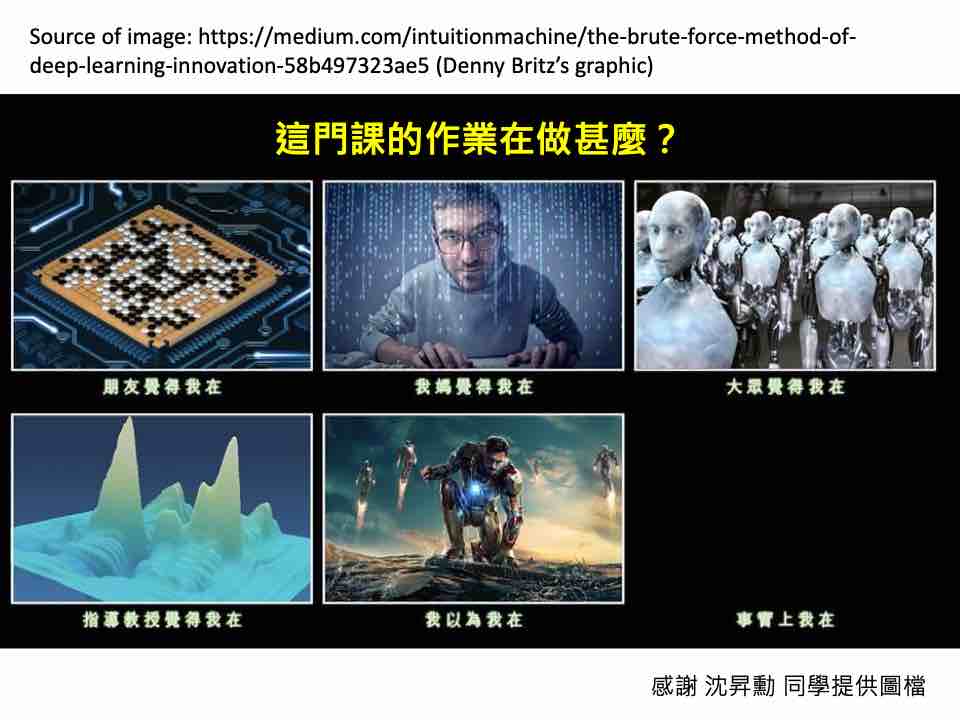 Source of image: https://medium.com/intuitionmachine/the-brute-force-method-of-
deep-learning-innovation-58b497323ae5 (Denny Britz’s graphic)
這門課的作業在做甚麼？
朋友覺得我在
我媽覺得我在
大眾覺得我在
指導教授覺得我在
我以為我在
事實上我在
感謝 沈昇勳 同學提供圖檔